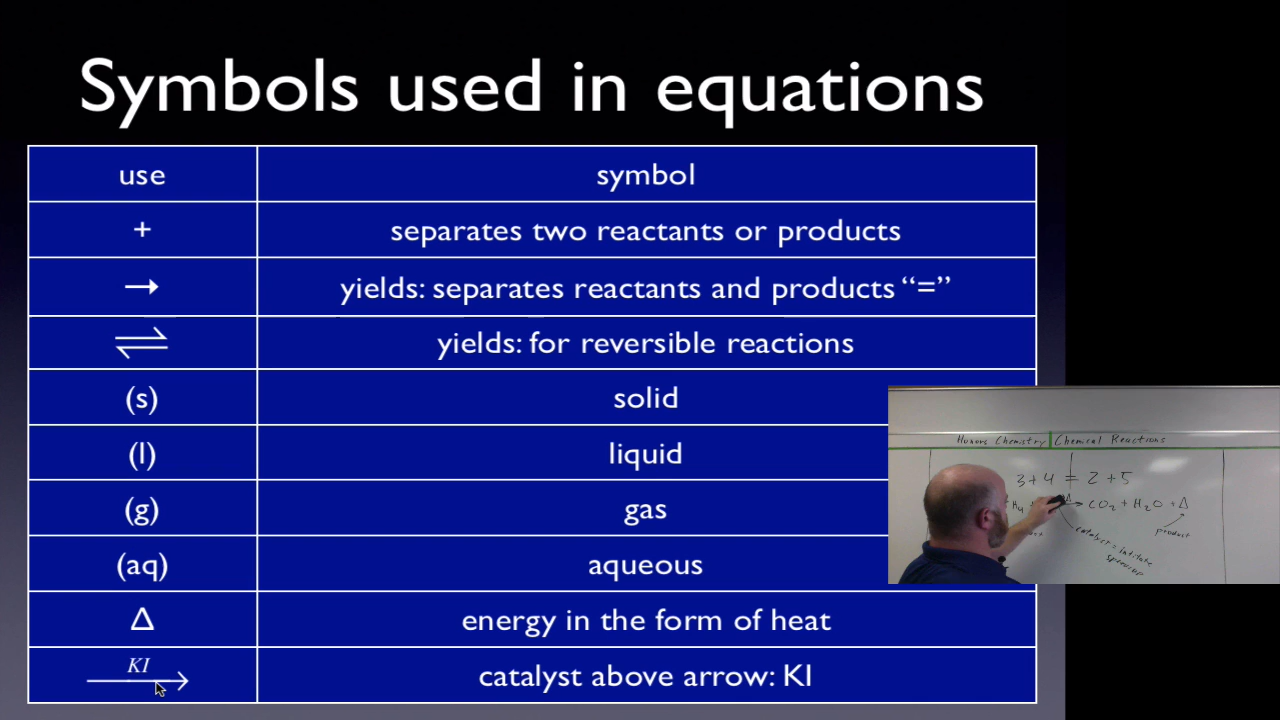 Symbols used in equations
use symbol
+ separates two reactants or products
→ yields: separates reactants and products “=”
⇌ yields: for reversible reactions
(s) solid
(l) liquid
(g) gas
(aq) aqueous
Δ energy in the form of heat
KI → catalyst above arrow: KI
Honors Chemistry Chemical Reactions
3+4 = 2+5
H₄ → CO₂ + H₂O + Δ
product
catalyst =